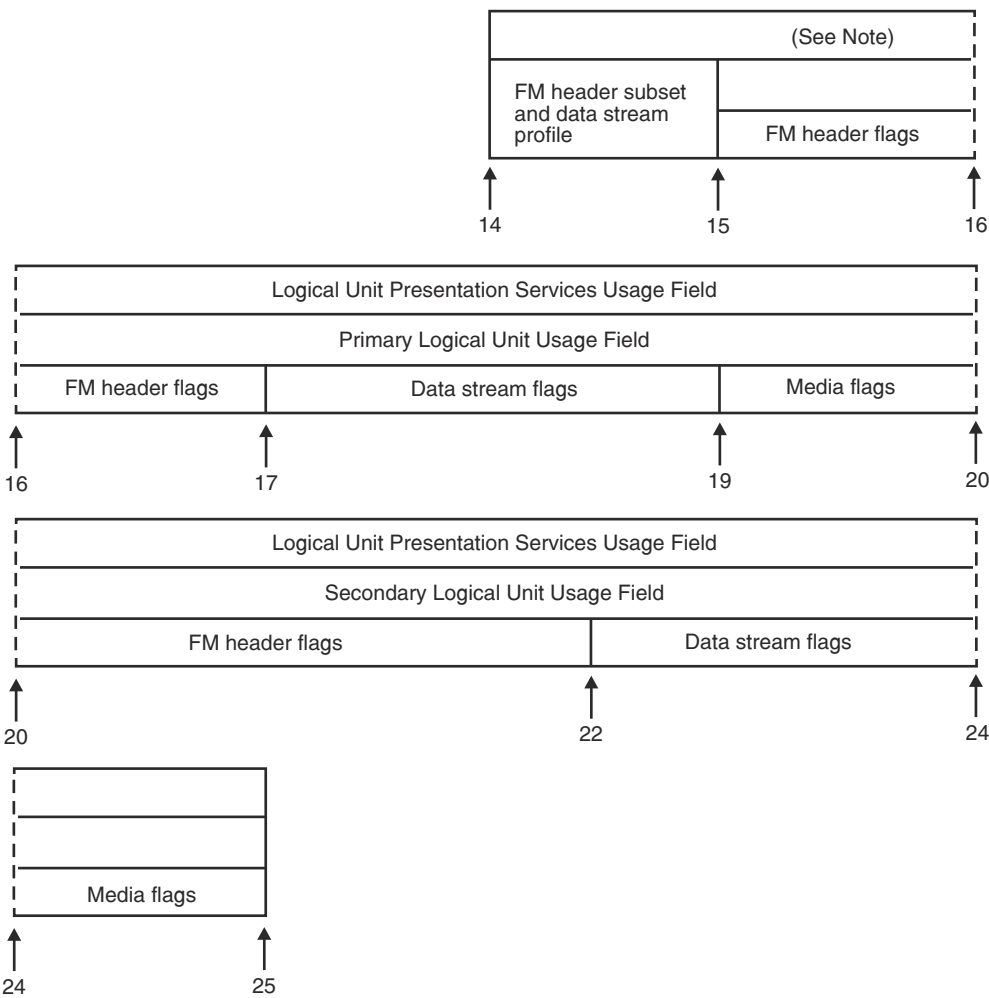 (See Note)
FM header subset
and data stream
profile
FM header flags
14 15 16
Logical Unit Presentation Services Usage Field
Primary Logical Unit Usage Field
FM header flags Data stream flags Media flags
16 17 19 20
Logical Unit Presentation Services Usage Field
Secondary Logical Unit Usage Field
FM header flags Data stream flags
20 22 24
Media flags
24 25